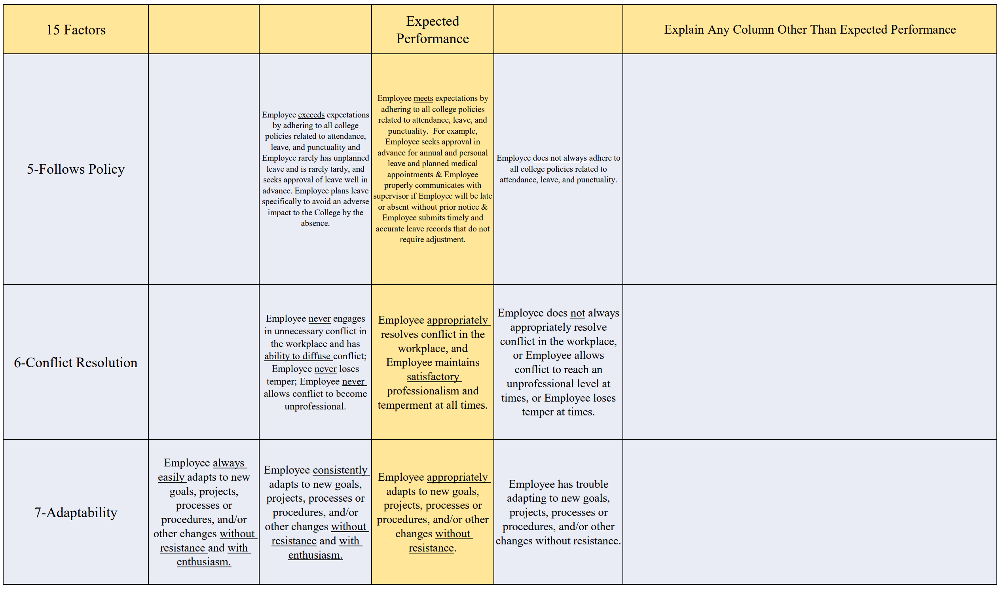 15 Factors
Expected
Performance
Explain Any Column Other Than Expected Performance
5-Follows Policy
Employee exceeds expectations
by adhering to all college
policies related to attendance,
leave, and punctuality and
Employee rarely has unplanned
leave and is rarely tardy, and
seeks approval of leave well in
advance. Employee plans leave
specifically to avoid an adverse
impact to the College by the
absence.
Employee meets expectations by
adhering to all college policies
related to attendance, leave, and
punctuality.  For example,
Employee seeks approval in
advance for annual and personal
leave and planned medical
appointments & Employee
properly communicates with
supervisor if Employee will be late
or absent without prior notice &
Employee submits timely and
accurate leave records that do not
require adjustment.
Employee does not always adhere to
all college policies related to
attendance, leave, and punctuality.
6-Conflict Resolution
Employee never engages
in unnecessary conflict in
the workplace and has
ability to diffuse conflict;
Employee never loses
temper; Employee never
allows conflict to become
unprofessional.
Employee appropriately
resolves conflict in the
workplace, and
Employee maintains
satisfactory
professionalism and
temperment at all times.
Employee does not always
appropriately resolve
conflict in the workplace,
or Employee allows
conflict to reach an
unprofessional level at
times, or Employee loses
temper at times.
7-Adaptability
Employee always
easily adapts to new
goals, projects,
processes or
procedures, and/or
other changes without
resistance and with
enthusiasm.
Employee consistently
adapts to new goals,
projects, processes or
procedures, and/or
other changes without
resistance and with
enthusiasm.
Employee appropriately
adapts to new goals,
projects, processes or
procedures, and/or other
changes without
resistance.
Employee has trouble
adapting to new goals,
projects, processes or
procedures, and/or other
changes without resistance.